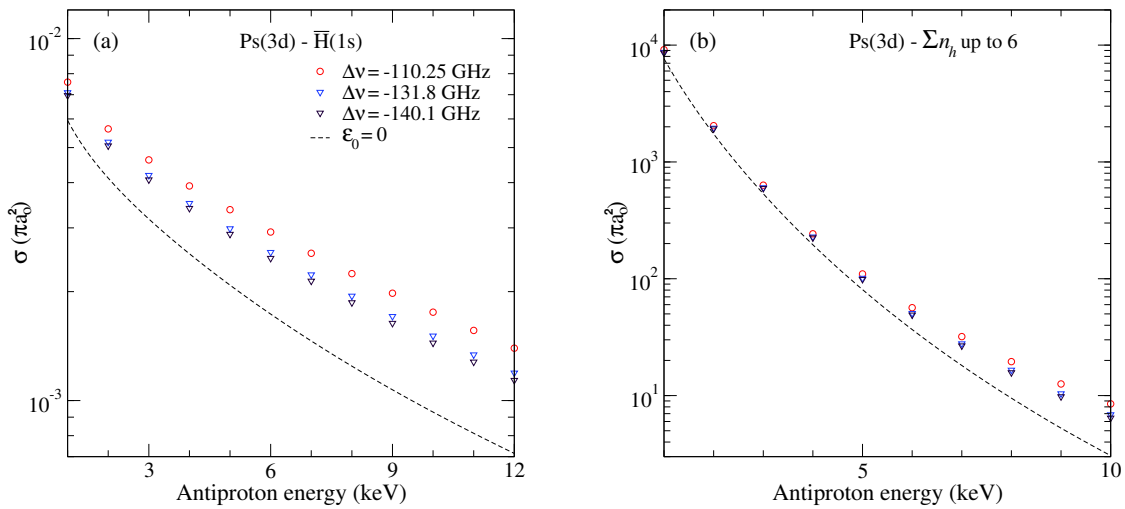 (a) Ps(3d) - H̅(1s)
Δν = -110.25 GHz
Δν = -131.8 GHz
Δν = -140.1 GHz
ε₀ = 0
10⁻²
10⁻³
σ (πa₀²)
3 6 9 12
Antiproton energy (keV)
(b) Ps(3d) - Σnₕ up to 6
10⁴
10³
10²
10¹
σ (πa₀²)
5 10
Antiproton energy (keV)